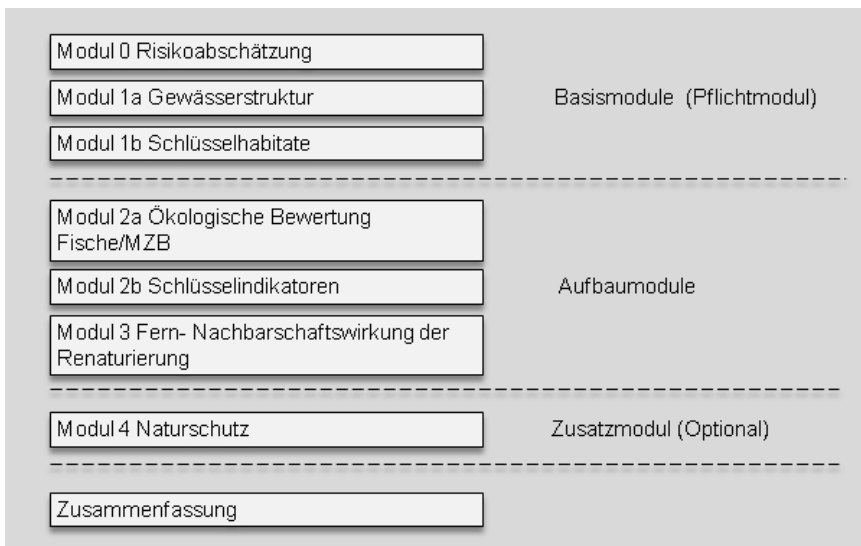 Modul 0 Risikoabschätzung
Modul 1a Gewässerstruktur
Basismodule (Pflichtmodul)
Modul 1b Schlüsselhabitate
Modul 2a Ökologische Bewertung
Fische/MZB
Modul 2b Schlüsselindikatoren
Aufbaumodule
Modul 3 Fern- Nachbarschaftswirkung der
Renaturierung
Modul 4 Naturschutz
Zusatzmodul (Optional)
Zusammenfassung